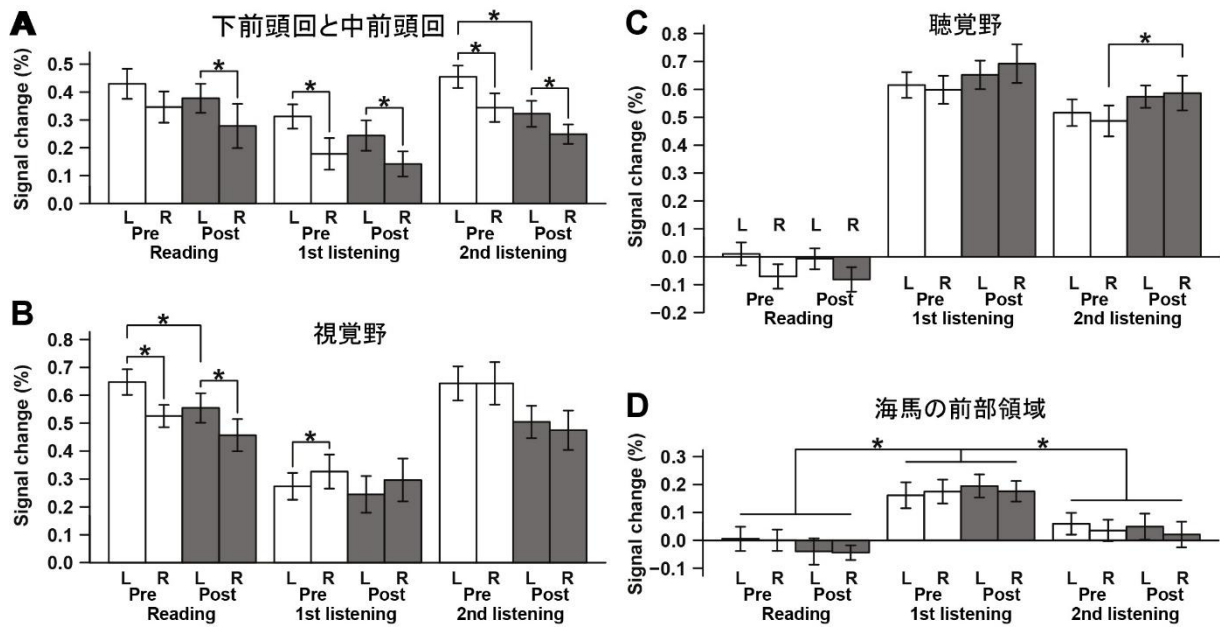 A 下前頭回と中前頭回
Signal change (%)
0.5
0.4
0.3
0.2
0.1
0.0
* * * * * *
L R L R L R L R L R L R
Pre Post Pre Post Pre Post
Reading 1st listening 2nd listening
B 視覚野
Signal change (%)
0.8
0.7
0.6
0.5
0.4
0.3
0.2
0.1
0.0
* * * *
L R L R L R L R L R L R
Pre Post Pre Post Pre Post
Reading 1st listening 2nd listening
C 聴覚野
Signal change (%)
0.8
0.7
0.6
0.5
0.4
0.3
0.2
0.1
0.0
−0.1
−0.2
*
L R L R
L R L R L R L R
Pre Post Pre Post Pre Post
Reading 1st listening 2nd listening
D 海馬の前部領域
Signal change (%)
0.3
0.2
0.1
0.0
−0.1
* *
L R L R L R L R L R L R
Pre Post Pre Post Pre Post
Reading 1st listening 2nd listening